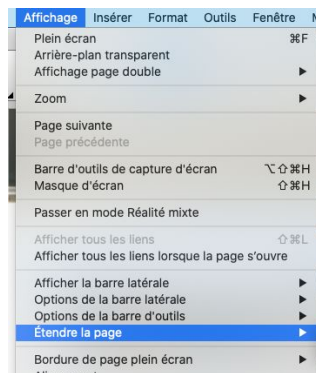 Affichage Insérer Format Outils Fenêtre
Plein écran ⌘F
Arrière-plan transparent
Affichage page double ▶
Zoom ▶
Page suivante
Page précédente
Barre d'outils de capture d'écran ⌥⇧⌘H
Masque d'écran ⇧⌘H
Passer en mode Réalité mixte
Afficher tous les liens ⇧⌘L
Afficher tous les liens lorsque la page s'ouvre
Afficher la barre latérale ▶
Options de la barre latérale ▶
Options de la barre d'outils ▶
Étendre la page ▶
Bordure de page plein écran ▶